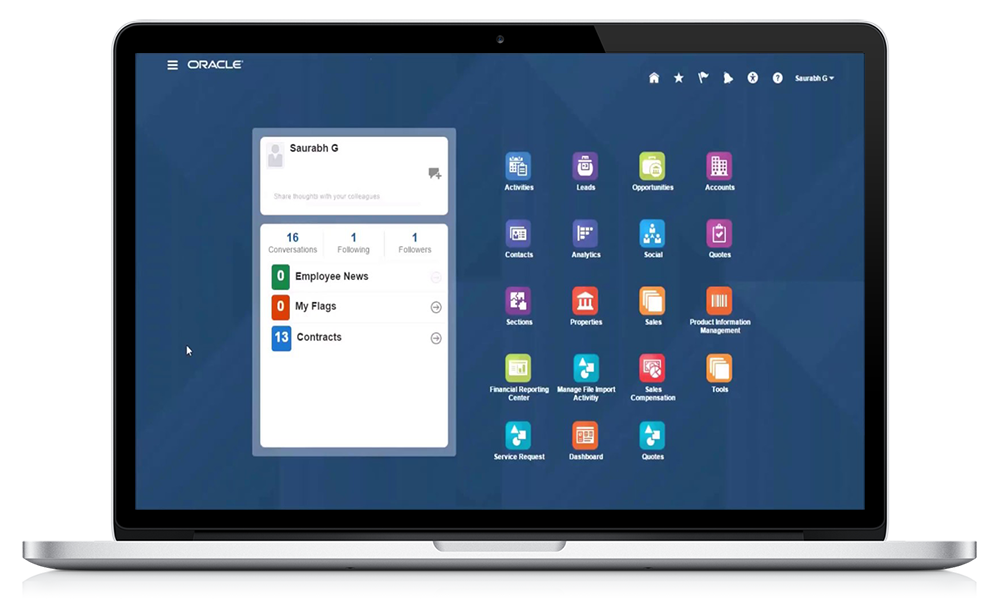 ORACLE
Saurabh G
Saurabh G
Share thoughts with your colleagues
16
1
1
Conversations
Following
Followers
0 Employee News
0 My Flags
13 Contracts
Activities
Leads
Opportunities
Accounts
Contacts
Analytics
Social
Quotes
Sections
Properties
Sales
Product Information
Management
Financial Reporting
Center
Manage File Import
Activitiy
Sales
Compensation
Tools
Service Request
Dashboard
Quotes